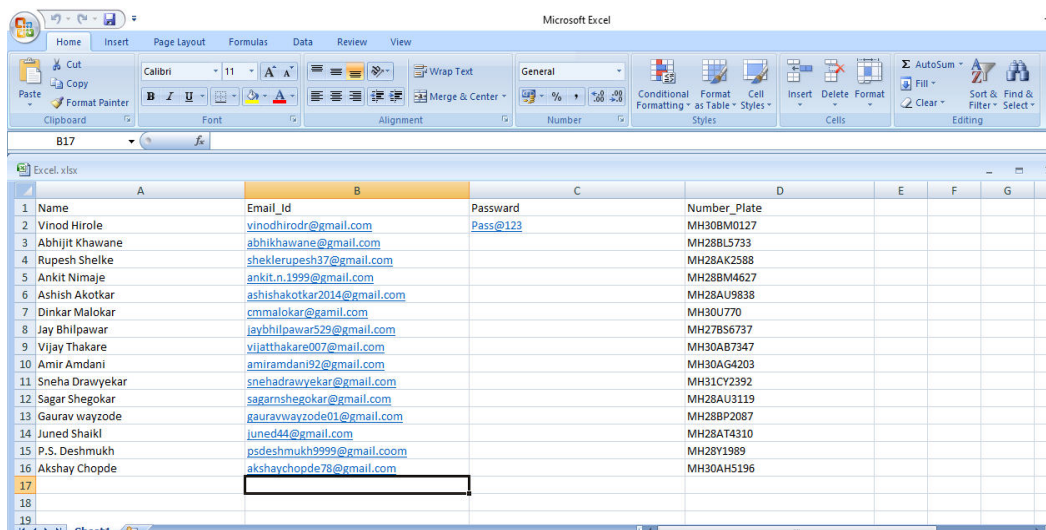 Microsoft Excel
Home Insert Page Layout Formulas Data Review View
Cut
Copy
Paste
Format Painter
Clipboard
Calibri 11
B I U
Font
Wrap Text
Merge & Center
Alignment
General
Number
Conditional Formatting
Format as Table
Cell Styles
Styles
Insert Delete Format
Cells
AutoSum
Fill
Clear
Sort & Filter
Find & Select
Editing
B17 fx
Excel.xlsx
A B C D E F G
1 Name Email_Id Passward Number_Plate
2 Vinod Hirole vinodhirodr@gmail.com Pass@123 MH30BM0127
3 Abhijit Khawane abhikhawane@gmail.com MH28BL5733
4 Rupesh Shelke sheklerupesh37@gmail.com MH28AK2588
5 Ankit Nimaje ankit.n.1999@gmail.com MH28BM4627
6 Ashish Akotkar ashishakotkar2014@gmail.com MH28AU9838
7 Dinkar Malokar cmmalokar@gamil.com MH30U770
8 Jay Bhilpawar jaybhilpawar529@gmail.com MH27BS6737
9 Vijay Thakare vijatthakare007@mail.com MH30AB7347
10 Amir Amdani amiramdani92@gmail.com MH30AG4203
11 Sneha Drawyekar snehadrawyekar@gmail.com MH31CY2392
12 Sagar Shegokar sagarnshegokar@gmail.com MH28AU3119
13 Gaurav wayzode gauravwayzode01@gmail.com MH28BP2087
14 Juned Shaikl juned44@gmail.com MH28AT4310
15 P.S. Deshmukh psdeshmukh9999@gmail.coom MH28Y1989
16 Akshay Chopde akshaychopde78@gmail.com MH30AH5196
17
18
19